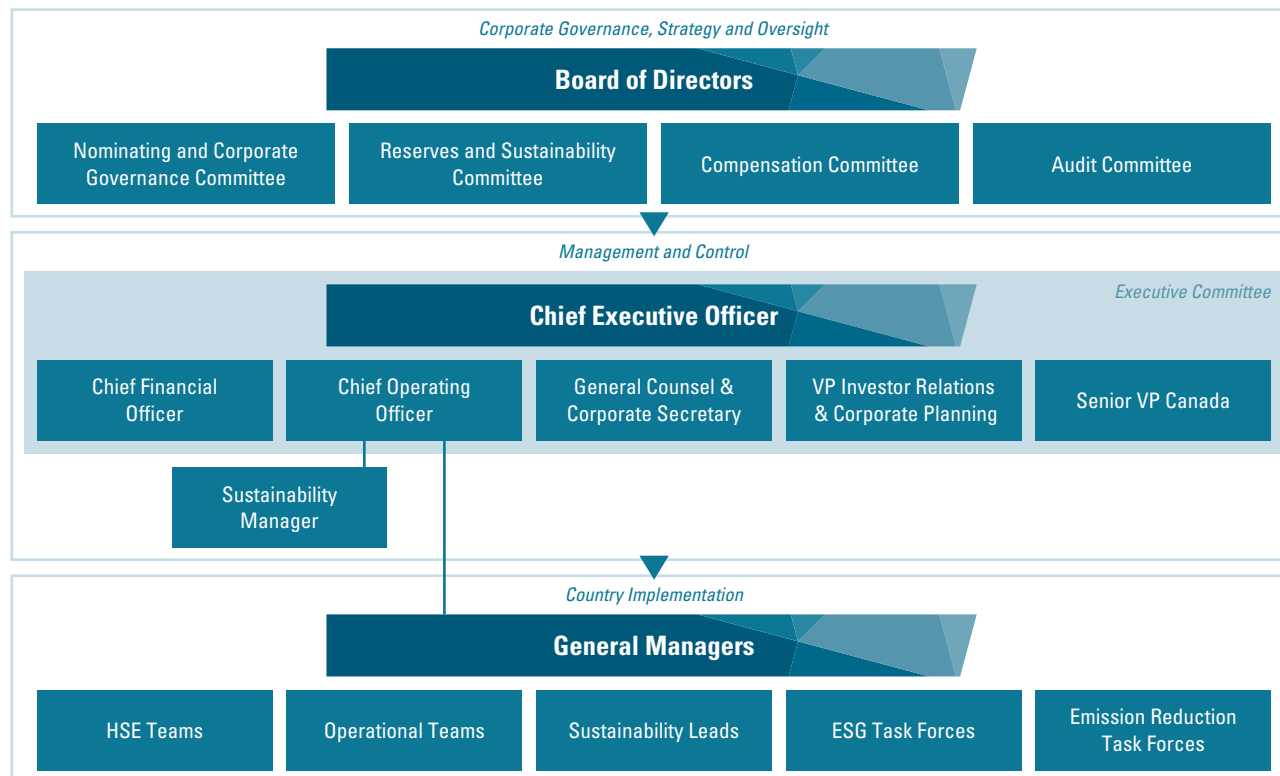 Corporate Governance, Strategy and Oversight
Board of Directors
Nominating and Corporate
Governance Committee
Reserves and Sustainability
Committee
Compensation Committee
Audit Committee
Management and Control
Executive Committee
Chief Executive Officer
Chief Financial
Officer
Chief Operating
Officer
General Counsel &
Corporate Secretary
VP Investor Relations
& Corporate Planning
Senior VP Canada
Sustainability
Manager
Country Implementation
General Managers
HSE Teams
Operational Teams
Sustainability Leads
ESG Task Forces
Emission Reduction
Task Forces